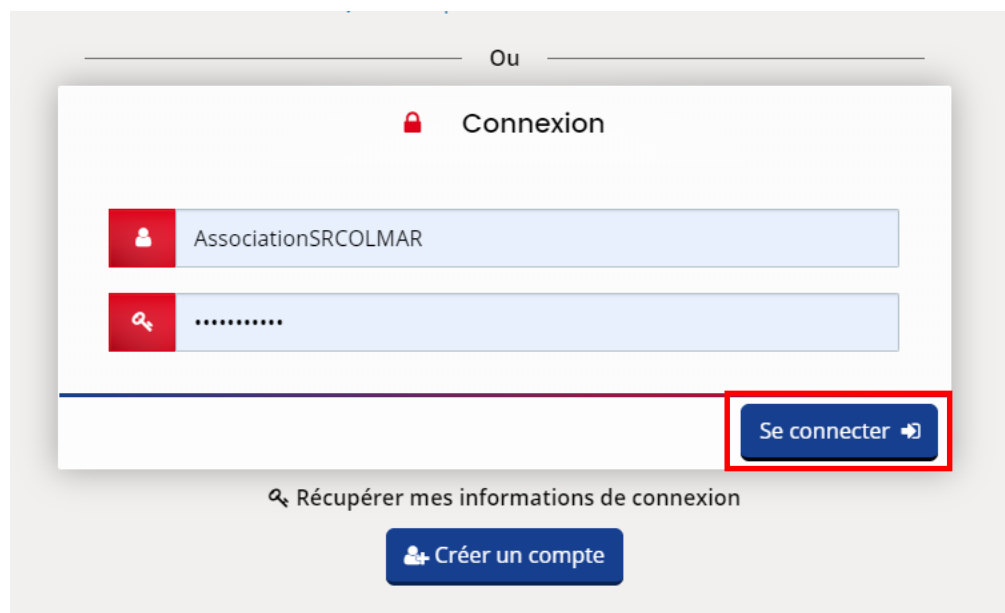 Ou
Connexion
AssociationSRCOLMAR
•••••••••••
Se connecter
Récupérer mes informations de connexion
Créer un compte